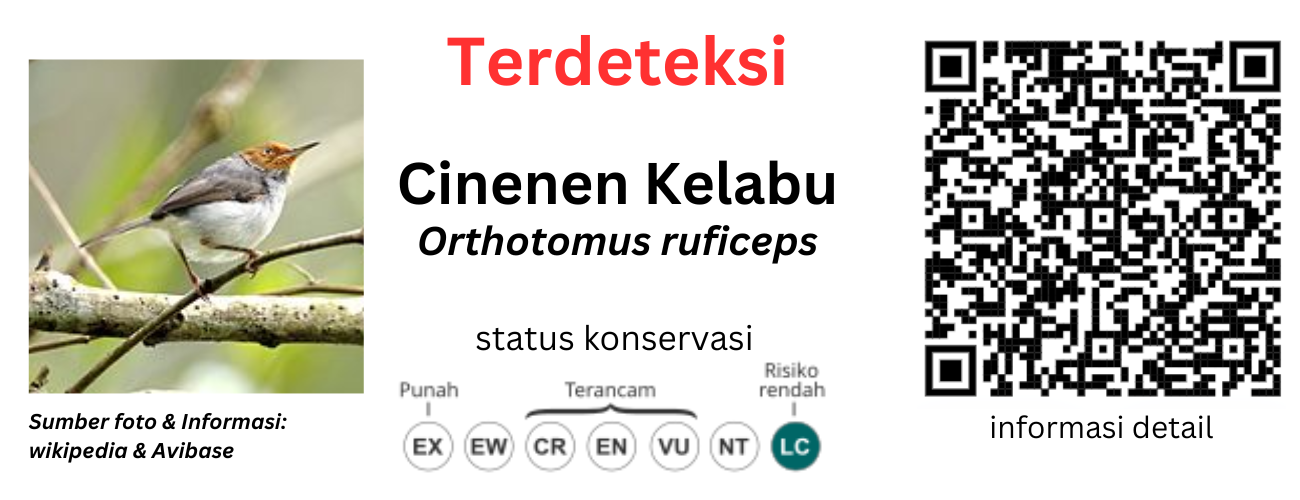 Terdeteksi
Cinenen Kelabu
Orthotomus ruficeps
status konservasi
Punah
Terancam
Risiko
rendah
EX EW CR EN VU NT LC
Sumber foto & Informasi:
wikipedia & Avibase
informasi detail